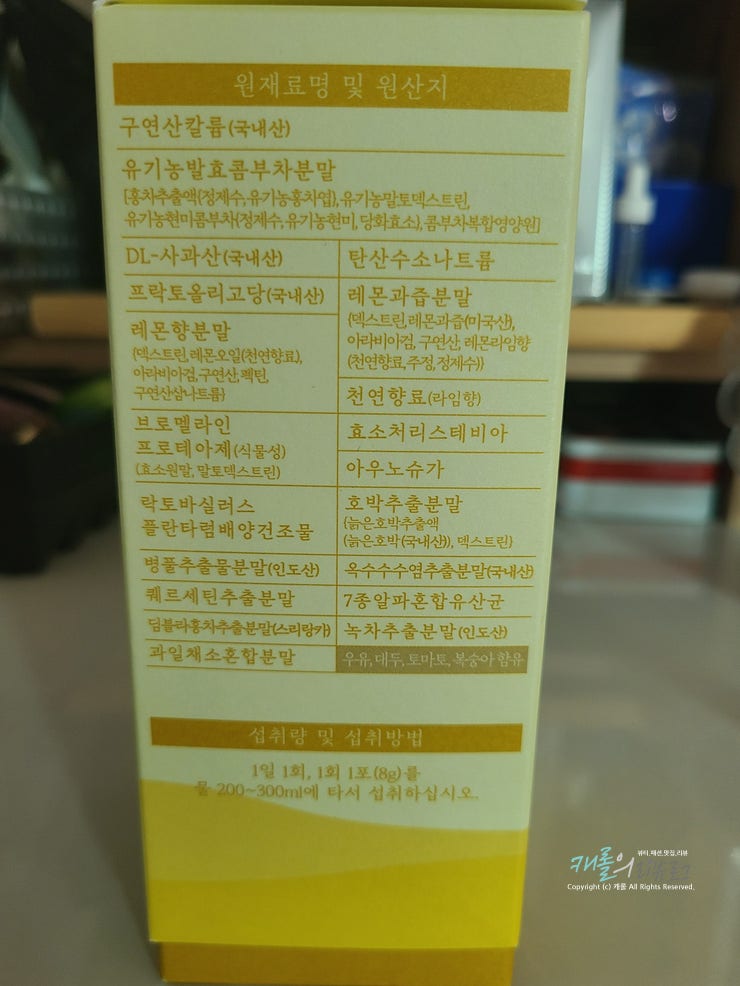 원재료명 및 원산지
구연산칼륨(국내산)
유기농발효콤부차분말
[홍차추출액{정제수,유기농홍차엽},유기농말토덱스트린,
유기농현미콤부차{정제수,유기농현미,당화효소},콤부차복합영양원]
DL-사과산(국내산)
탄산수소나트륨
프락토올리고당(국내산)
레몬과즙분말
{덱스트린,레몬과즙(미국산),
아라비아검, 구연산, 레몬라임향
(천연향료,주정,정제수)}
레몬향분말
{덱스트린,레몬오일(천연향료),
아라비아검,구연산,펙틴,
구연산삼나트륨}
천연향료(라임향)
브로멜라인
프로테아제(식물성)
(효소원말, 말토덱스트린)
효소처리스테비아
아우노슈가
락토바실러스
플란타럼배양건조물
호박추출분말
{늙은호박추출액
(늙은호박(국내산)), 덱스트린}
병풀추출물분말(인도산)
옥수수수염추출분말(국내산)
퀘르세틴추출분말
7종알파혼합유산균
딤블라홍차추출분말(스리랑카)
녹차추출분말(인도산)
과일채소혼합분말
우유, 대두, 토마토, 복숭아 함유
섭취량 및 섭취방법
1일 1회, 1회 1포(8g)를
물 200~300ml에 타서 섭취하십시오.
뷰티,패션,맛집,리뷰
캐롤의
Copyright (c) 캐롤 All Rights Reserved.